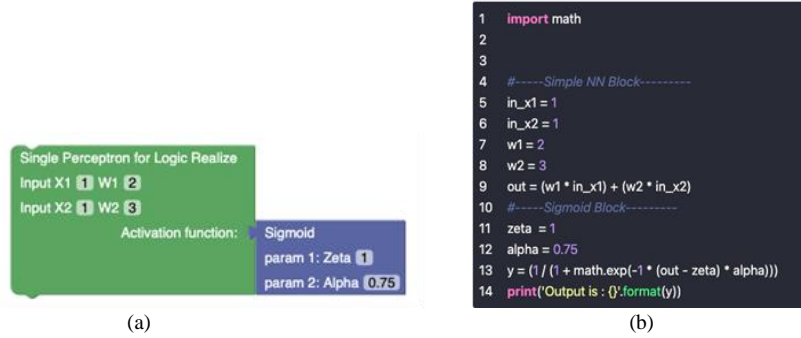 Single Perceptron for Logic Realize
Input X1 1 W1 2
Input X2 1 W2 3
Activation function:
Sigmoid
param 1: Zeta 1
param 2: Alpha 0.75
(a)
1 import math
2
3
4 #-----Simple NN Block---------
5 in_x1 = 1
6 in_x2 = 1
7 w1 = 2
8 w2 = 3
9 out = (w1 * in_x1) + (w2 * in_x2)
10 #-----Sigmoid Block---------
11 zeta = 1
12 alpha = 0.75
13 y = (1 / (1 + math.exp(-1 * (out - zeta) * alpha)))
14 print('Output is : {}'.format(y))
(b)